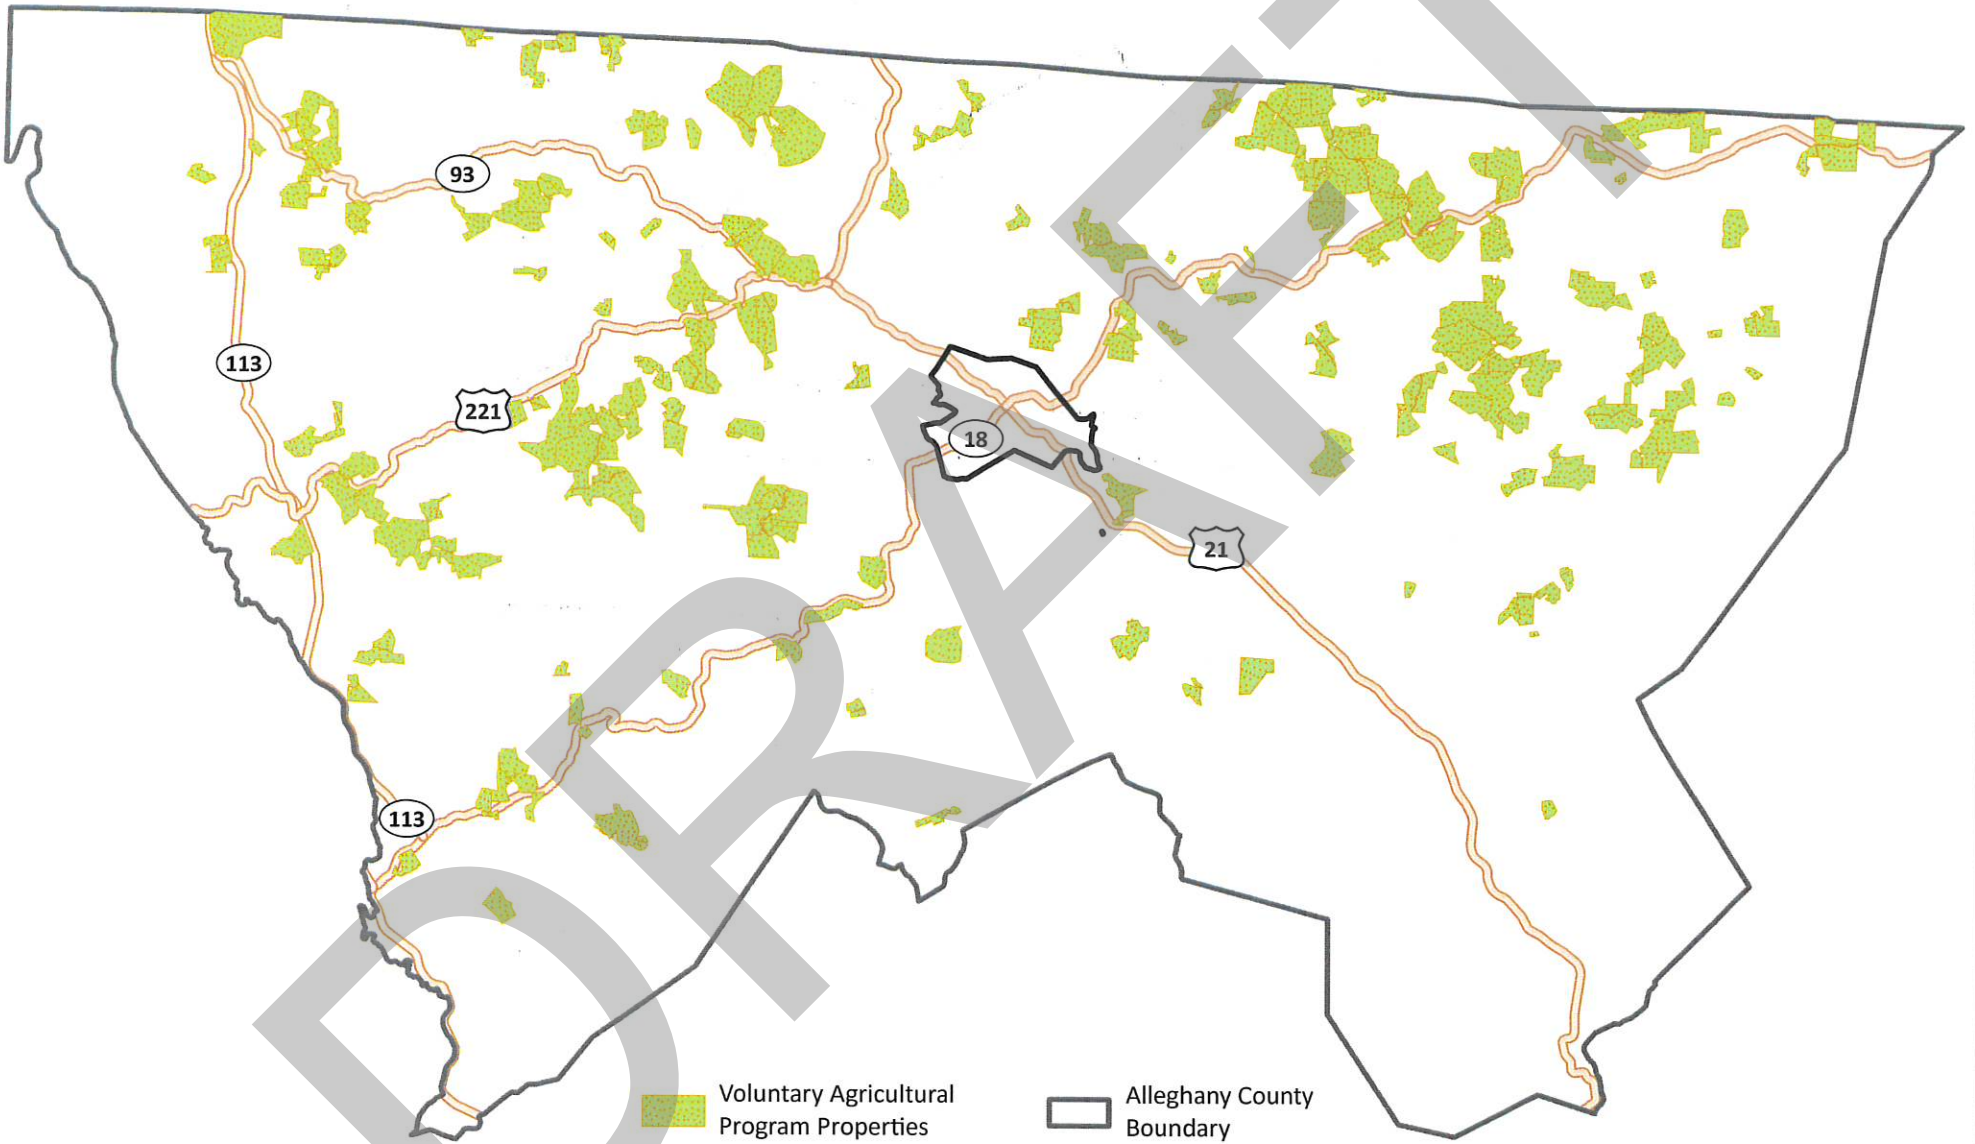 93
113
221
18
21
113
DRAFT
Voluntary Agricultural
Program Properties
Alleghany County
Boundary